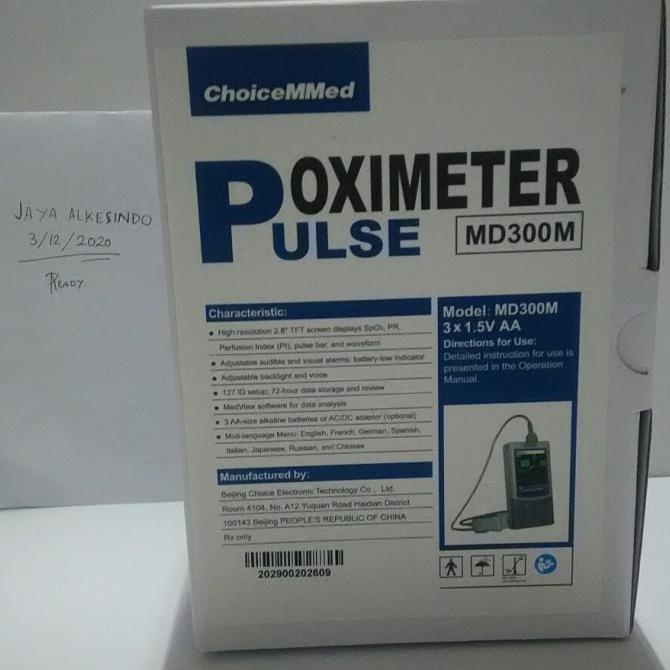 ChoiceMMed
PULSE OXIMETER
MD300M
JAYA ALKESINDO
3/12/2020
READY
Characteristic:
High resolution 2.8" TFT screen displays SpO₂, PR,
Perfusion Index (PI), pulse bar, and waveform
Adjustable audible and visual alarms; battery-low indicator
Adjustable backlight and voice
127 ID setup; 72-hour data storage and review
MedView software for data analysis
3 AA-size alkaline batteries or AC/DC adapter (optional)
Multi-language Menu: English, French, German, Spanish,
Italian, Japanese, Russian, and Chinese
Manufactured by:
Beijing Choice Electronic Technology Co., Ltd.
Room 4104, No. A12 Yuquan Road Haidian District
100143 Beijing PEOPLE'S REPUBLIC OF CHINA
Rx only
202900202609
Model: MD300M
3 x 1.5V AA
Directions for Use:
Detailed instruction for use is
presented in the Operation
Manual.